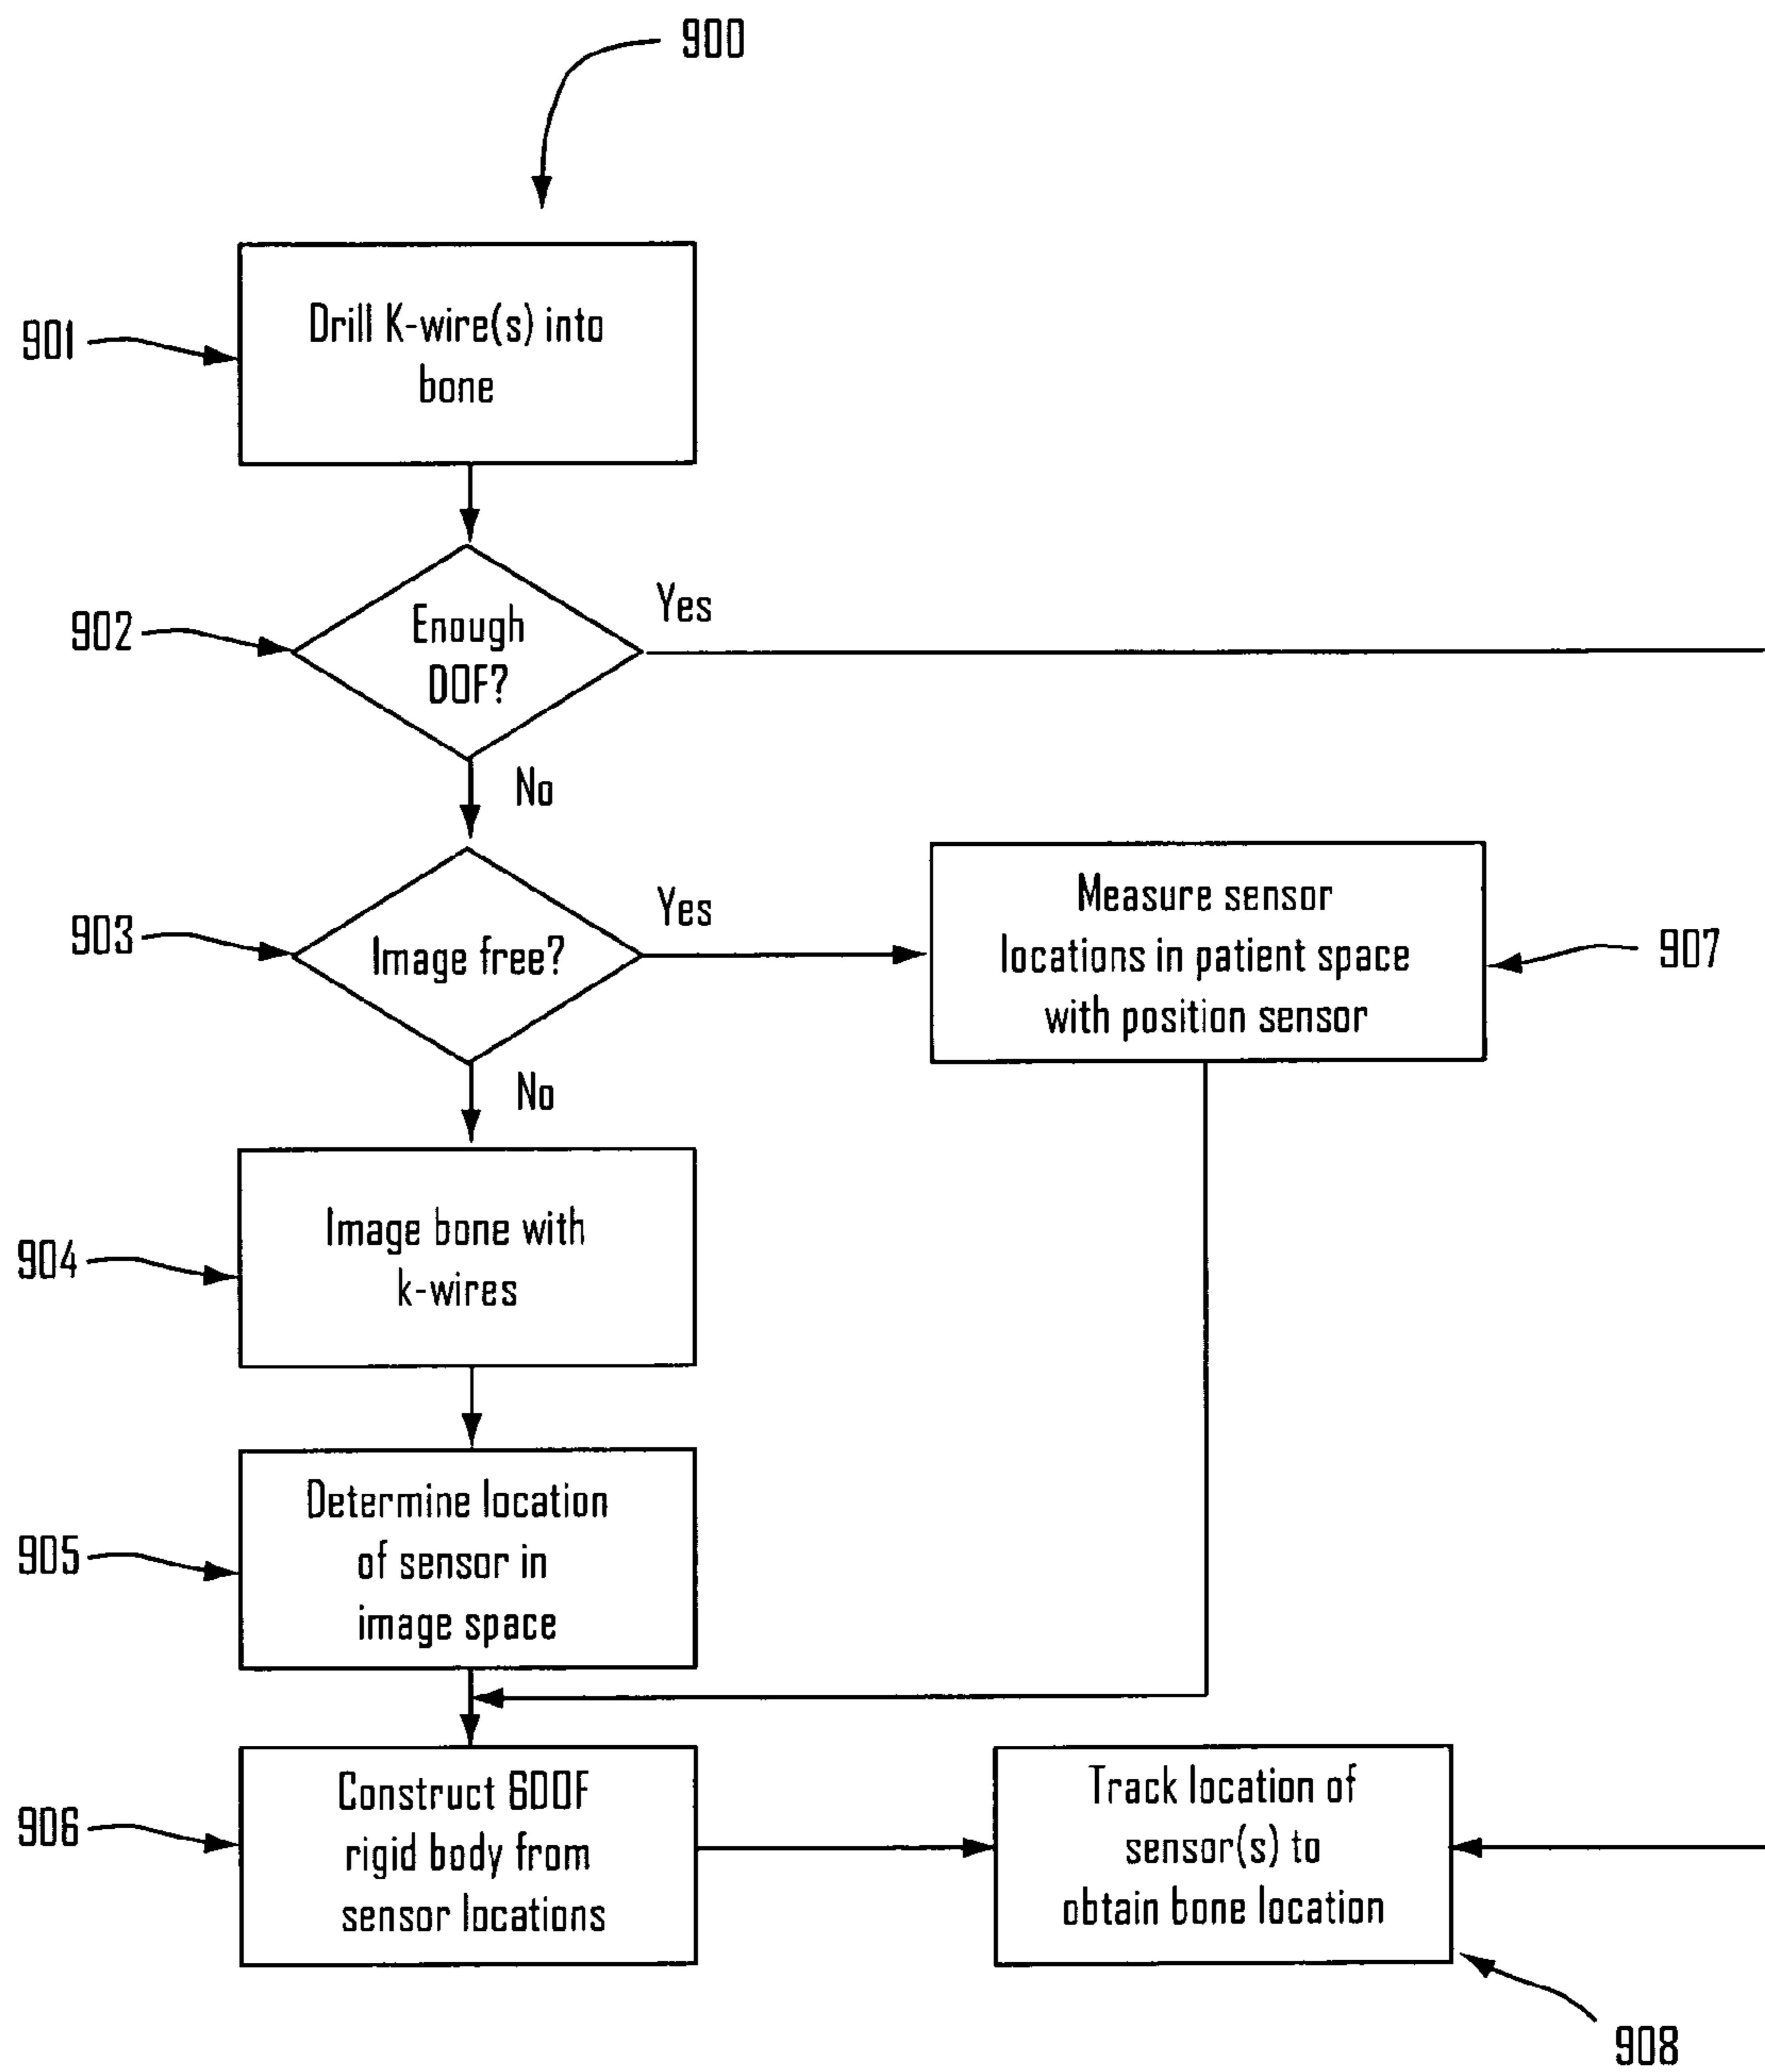 900
901
Drill K-wire(s) into
bone
902
Enough
DOF?
Yes
No
903
Image free?
Yes
No
Measure sensor
locations in patient space
with position sensor
907
904
Image bone with
k-wires
905
Determine location
of sensor in
image space
906
Construct 6DOF
rigid body from
sensor locations
Track location of
sensor(s) to
obtain bone location
908